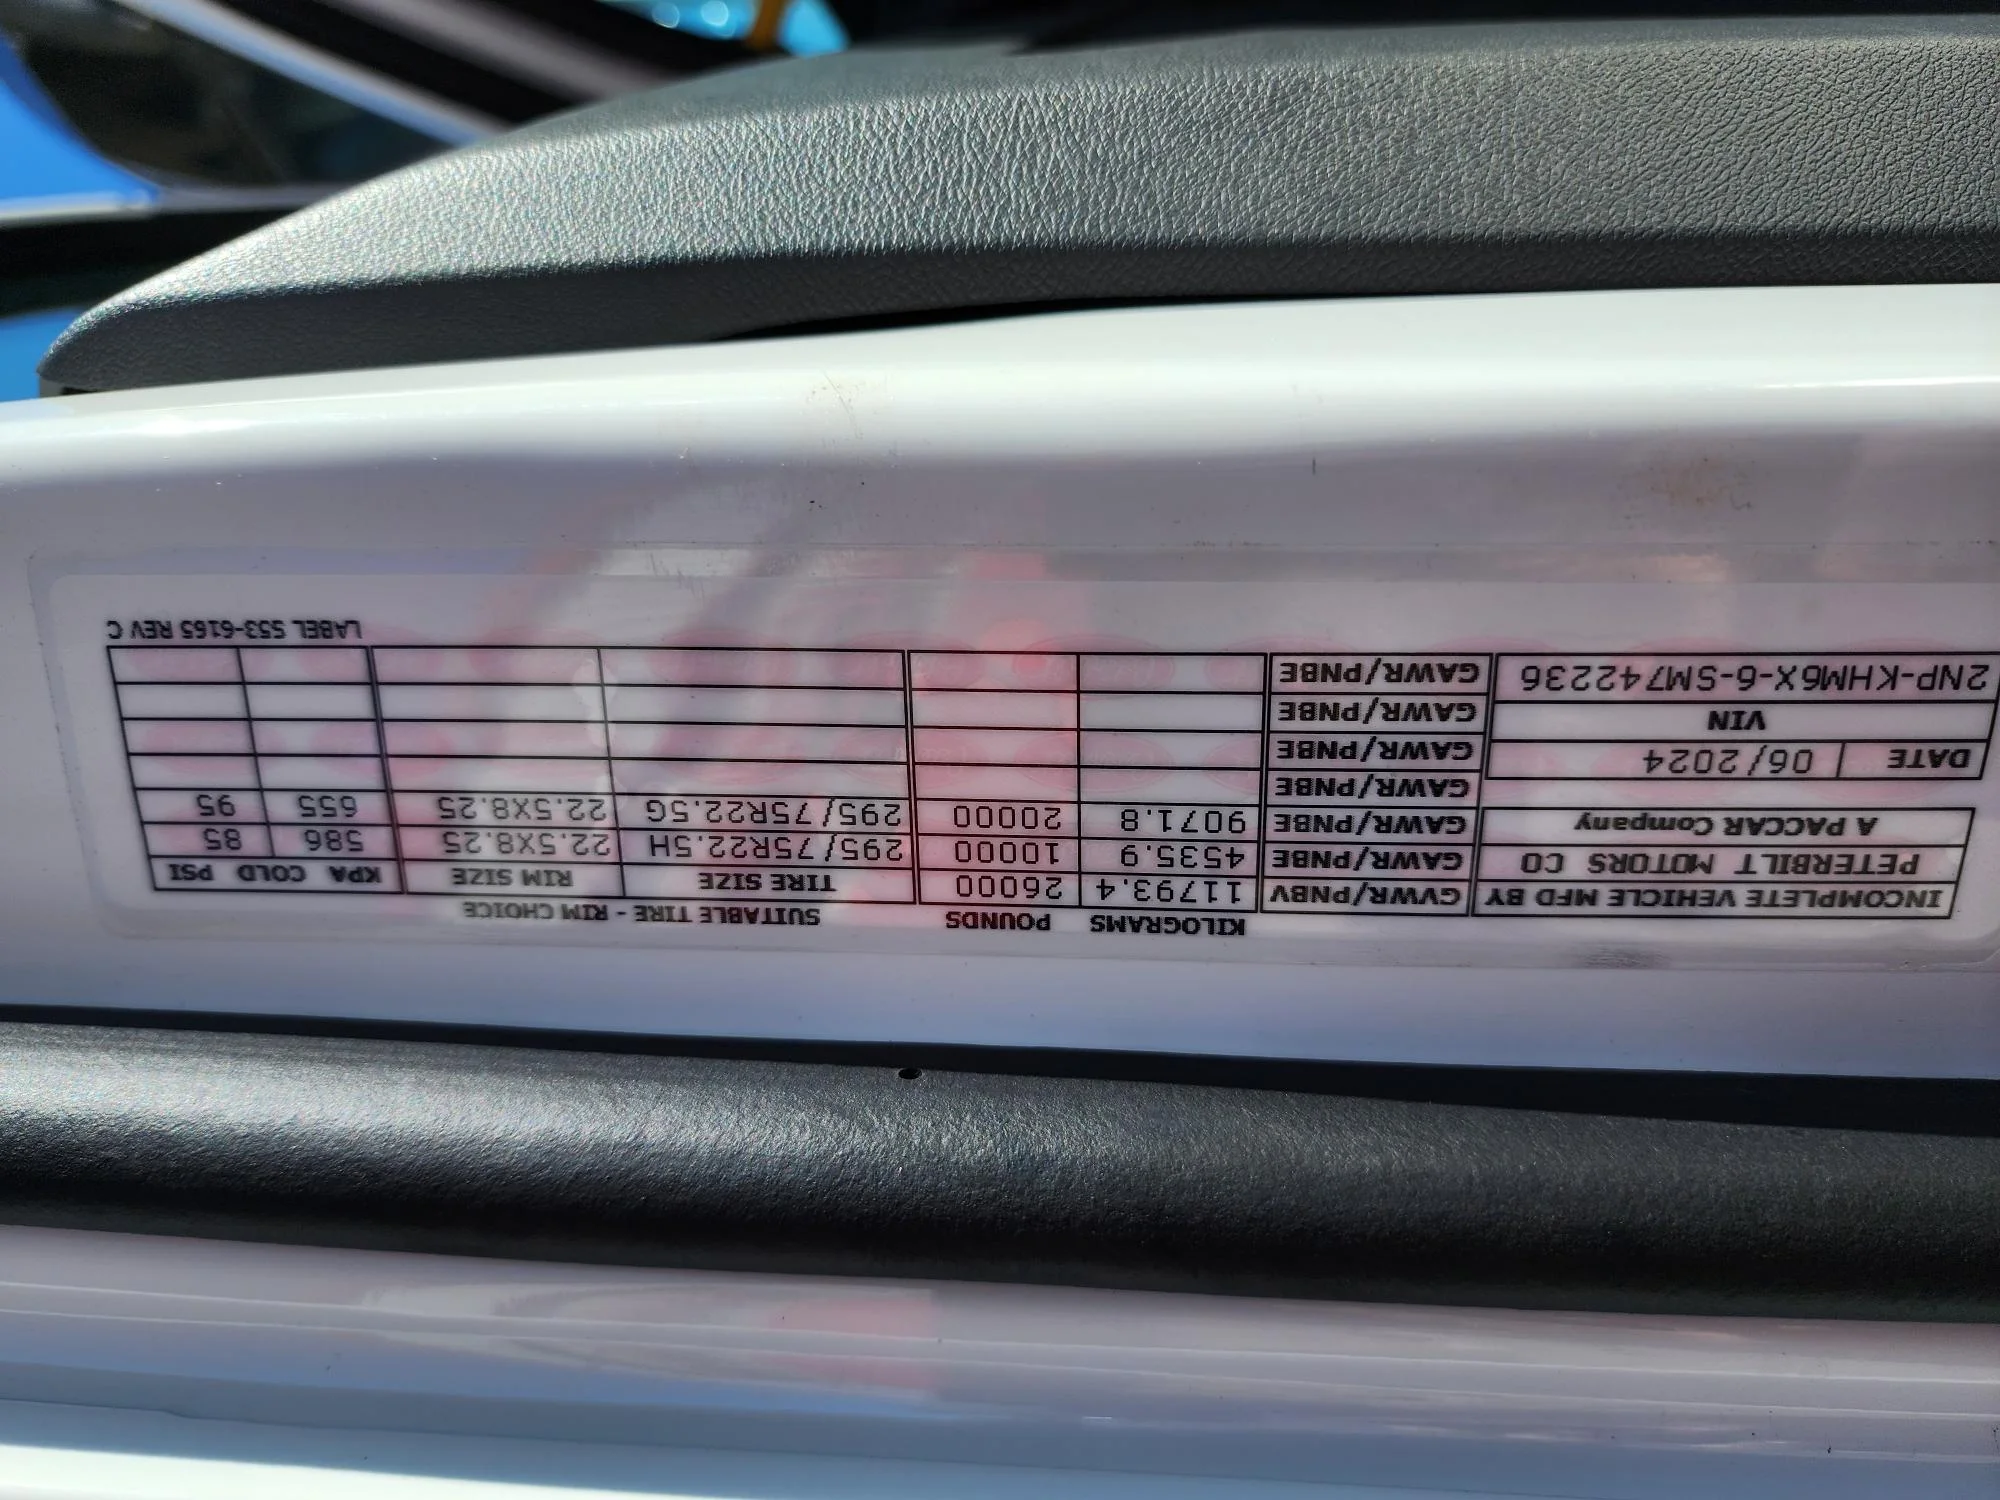 KILOGRAMS POUNDS SUITABLE TIRE - RIM CHOICE
INCOMPLETE VEHICLE MFD BY GVWR/PNBV 11793.4 26000 TIRE SIZE RIM SIZE KPA COLD PSI
PETERBILT MOTORS CO GAWR/PNBE 4535.9 10000 295/75R22.5H 22.5X8.25 586 85
A PACCAR Company GAWR/PNBE 9071.8 20000 295/75R22.5G 22.5X8.25 655 95
GAWR/PNBE
DATE 06/2024 GAWR/PNBE
VIN GAWR/PNBE
2NP-KHM6X-6-SM742236 GAWR/PNBE
LABEL S53-6165 REV C